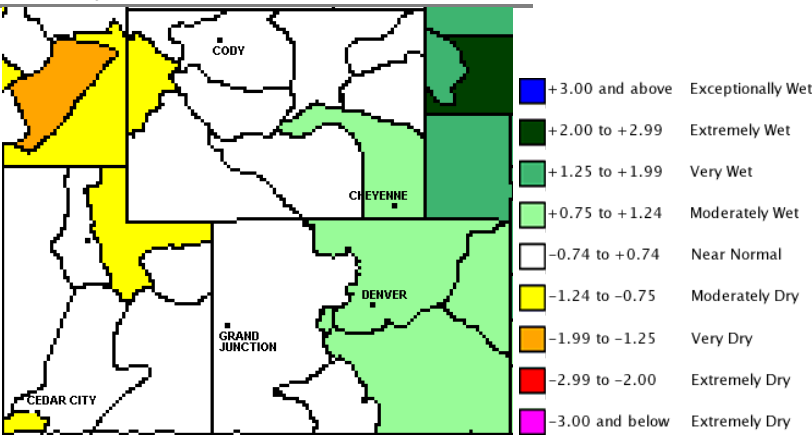 CODY
CHEYENNE
DENVER
GRAND
JUNCTION
CEDAR CITY
+3.00 and above Exceptionally Wet
+2.00 to +2.99 Extremely Wet
+1.25 to +1.99 Very Wet
+0.75 to +1.24 Moderately Wet
-0.74 to +0.74 Near Normal
-1.24 to -0.75 Moderately Dry
-1.99 to -1.25 Very Dry
-2.99 to -2.00 Extremely Dry
-3.00 and below Extremely Dry